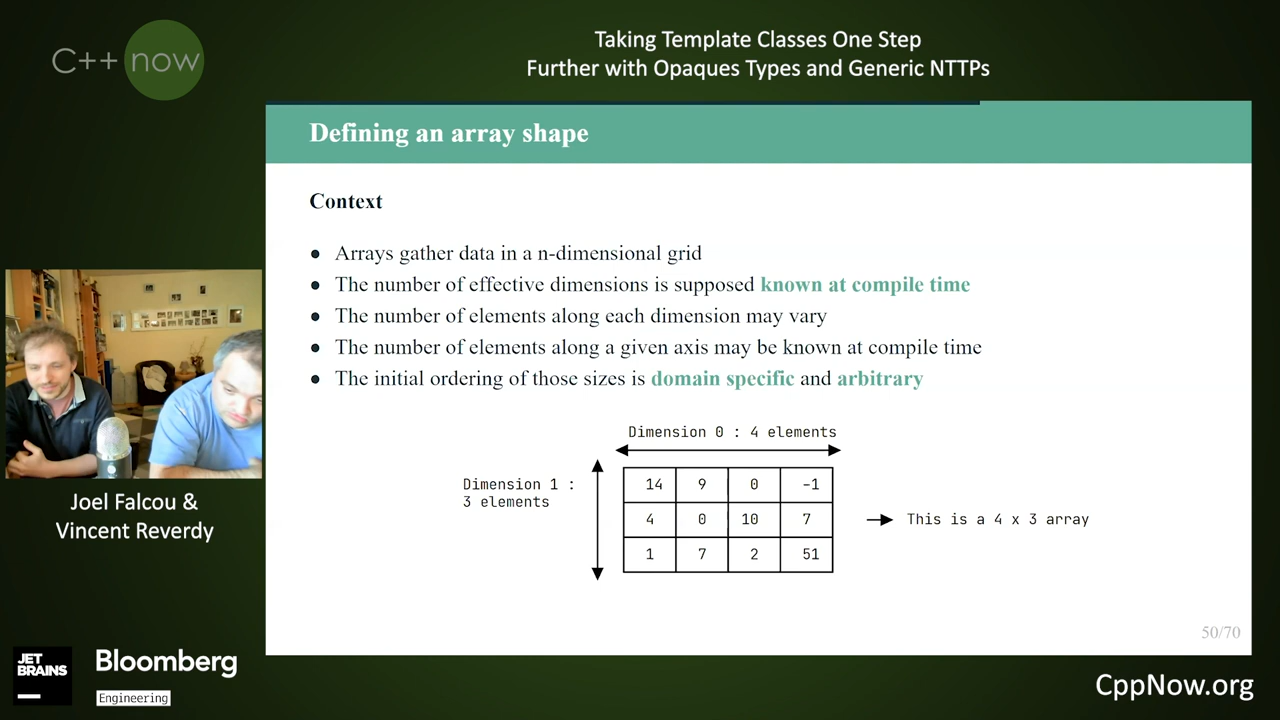 C++ now
Taking Template Classes One Step
Further with Opaques Types and Generic NTTPs
Defining an array shape
Context
• Arrays gather data in a n-dimensional grid
• The number of effective dimensions is supposed known at compile time
• The number of elements along each dimension may vary
• The number of elements along a given axis may be known at compile time
• The initial ordering of those sizes is domain specific and arbitrary
Dimension 0 : 4 elements
Dimension 1 :
3 elements
14 9 0 -1
4 0 10 7
1 7 2 51
This is a 4 x 3 array
50/70
Joel Falcou &
Vincent Reverdy
JET
BRAINS
Bloomberg
Engineering
CppNow.org